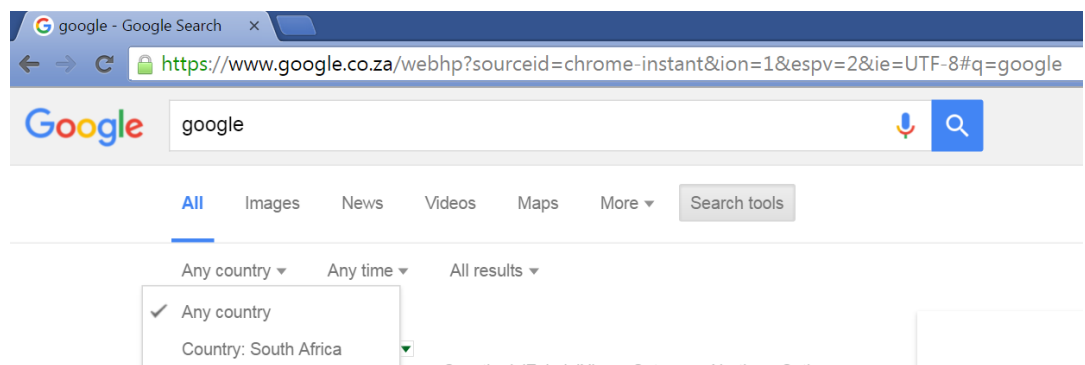 google - Google Search
https://www.google.co.za/webhp?sourceid=chrome-instant&ion=1&espv=2&ie=UTF-8#q=google
Google google
All Images News Videos Maps More Search tools
Any country Any time All results
Any country
Country: South Africa